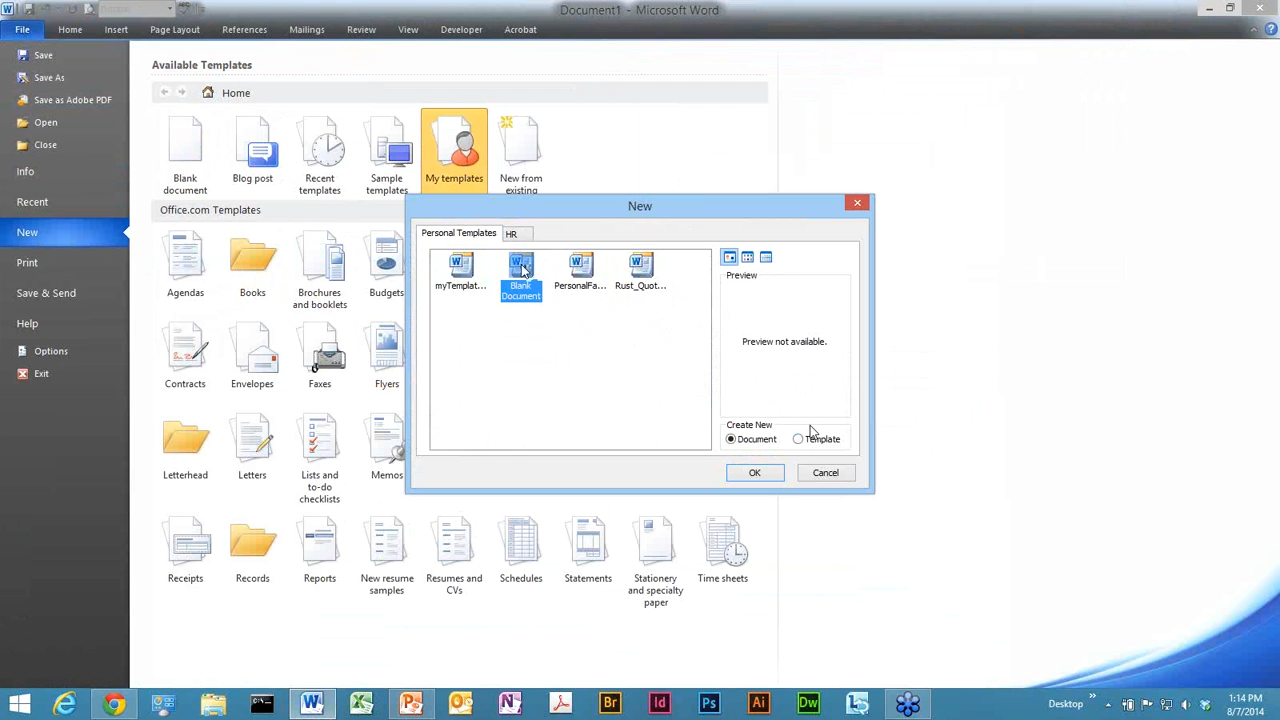 Document1 - Microsoft Word
File Home Insert Page Layout References Mailings Review View Developer Acrobat
Save
Save As
Save as Adobe PDF
Open
Close
Info
Recent
New
Print
Save & Send
Help
Options
Exit
Available Templates
Home
Blank document
Blog post
Recent templates
Sample templates
My templates
New from existing
Office.com Templates
Agendas
Books
Brochures and booklets
Budgets
Contracts
Envelopes
Faxes
Flyers
Letterhead
Letters
Lists and to-do checklists
Memos
Receipts
Records
Reports
New resume samples
Resumes and CVs
Schedules
Statements
Stationery and specialty paper
Time sheets
New
Personal Templates HR
myTemplat...
Blank Document
PersonalFa...
Rust_Quot...
Preview
Preview not available.
Create New
Document Template
OK Cancel
Br Id Ps Ai Dw
Desktop
1:14 PM
8/7/2014